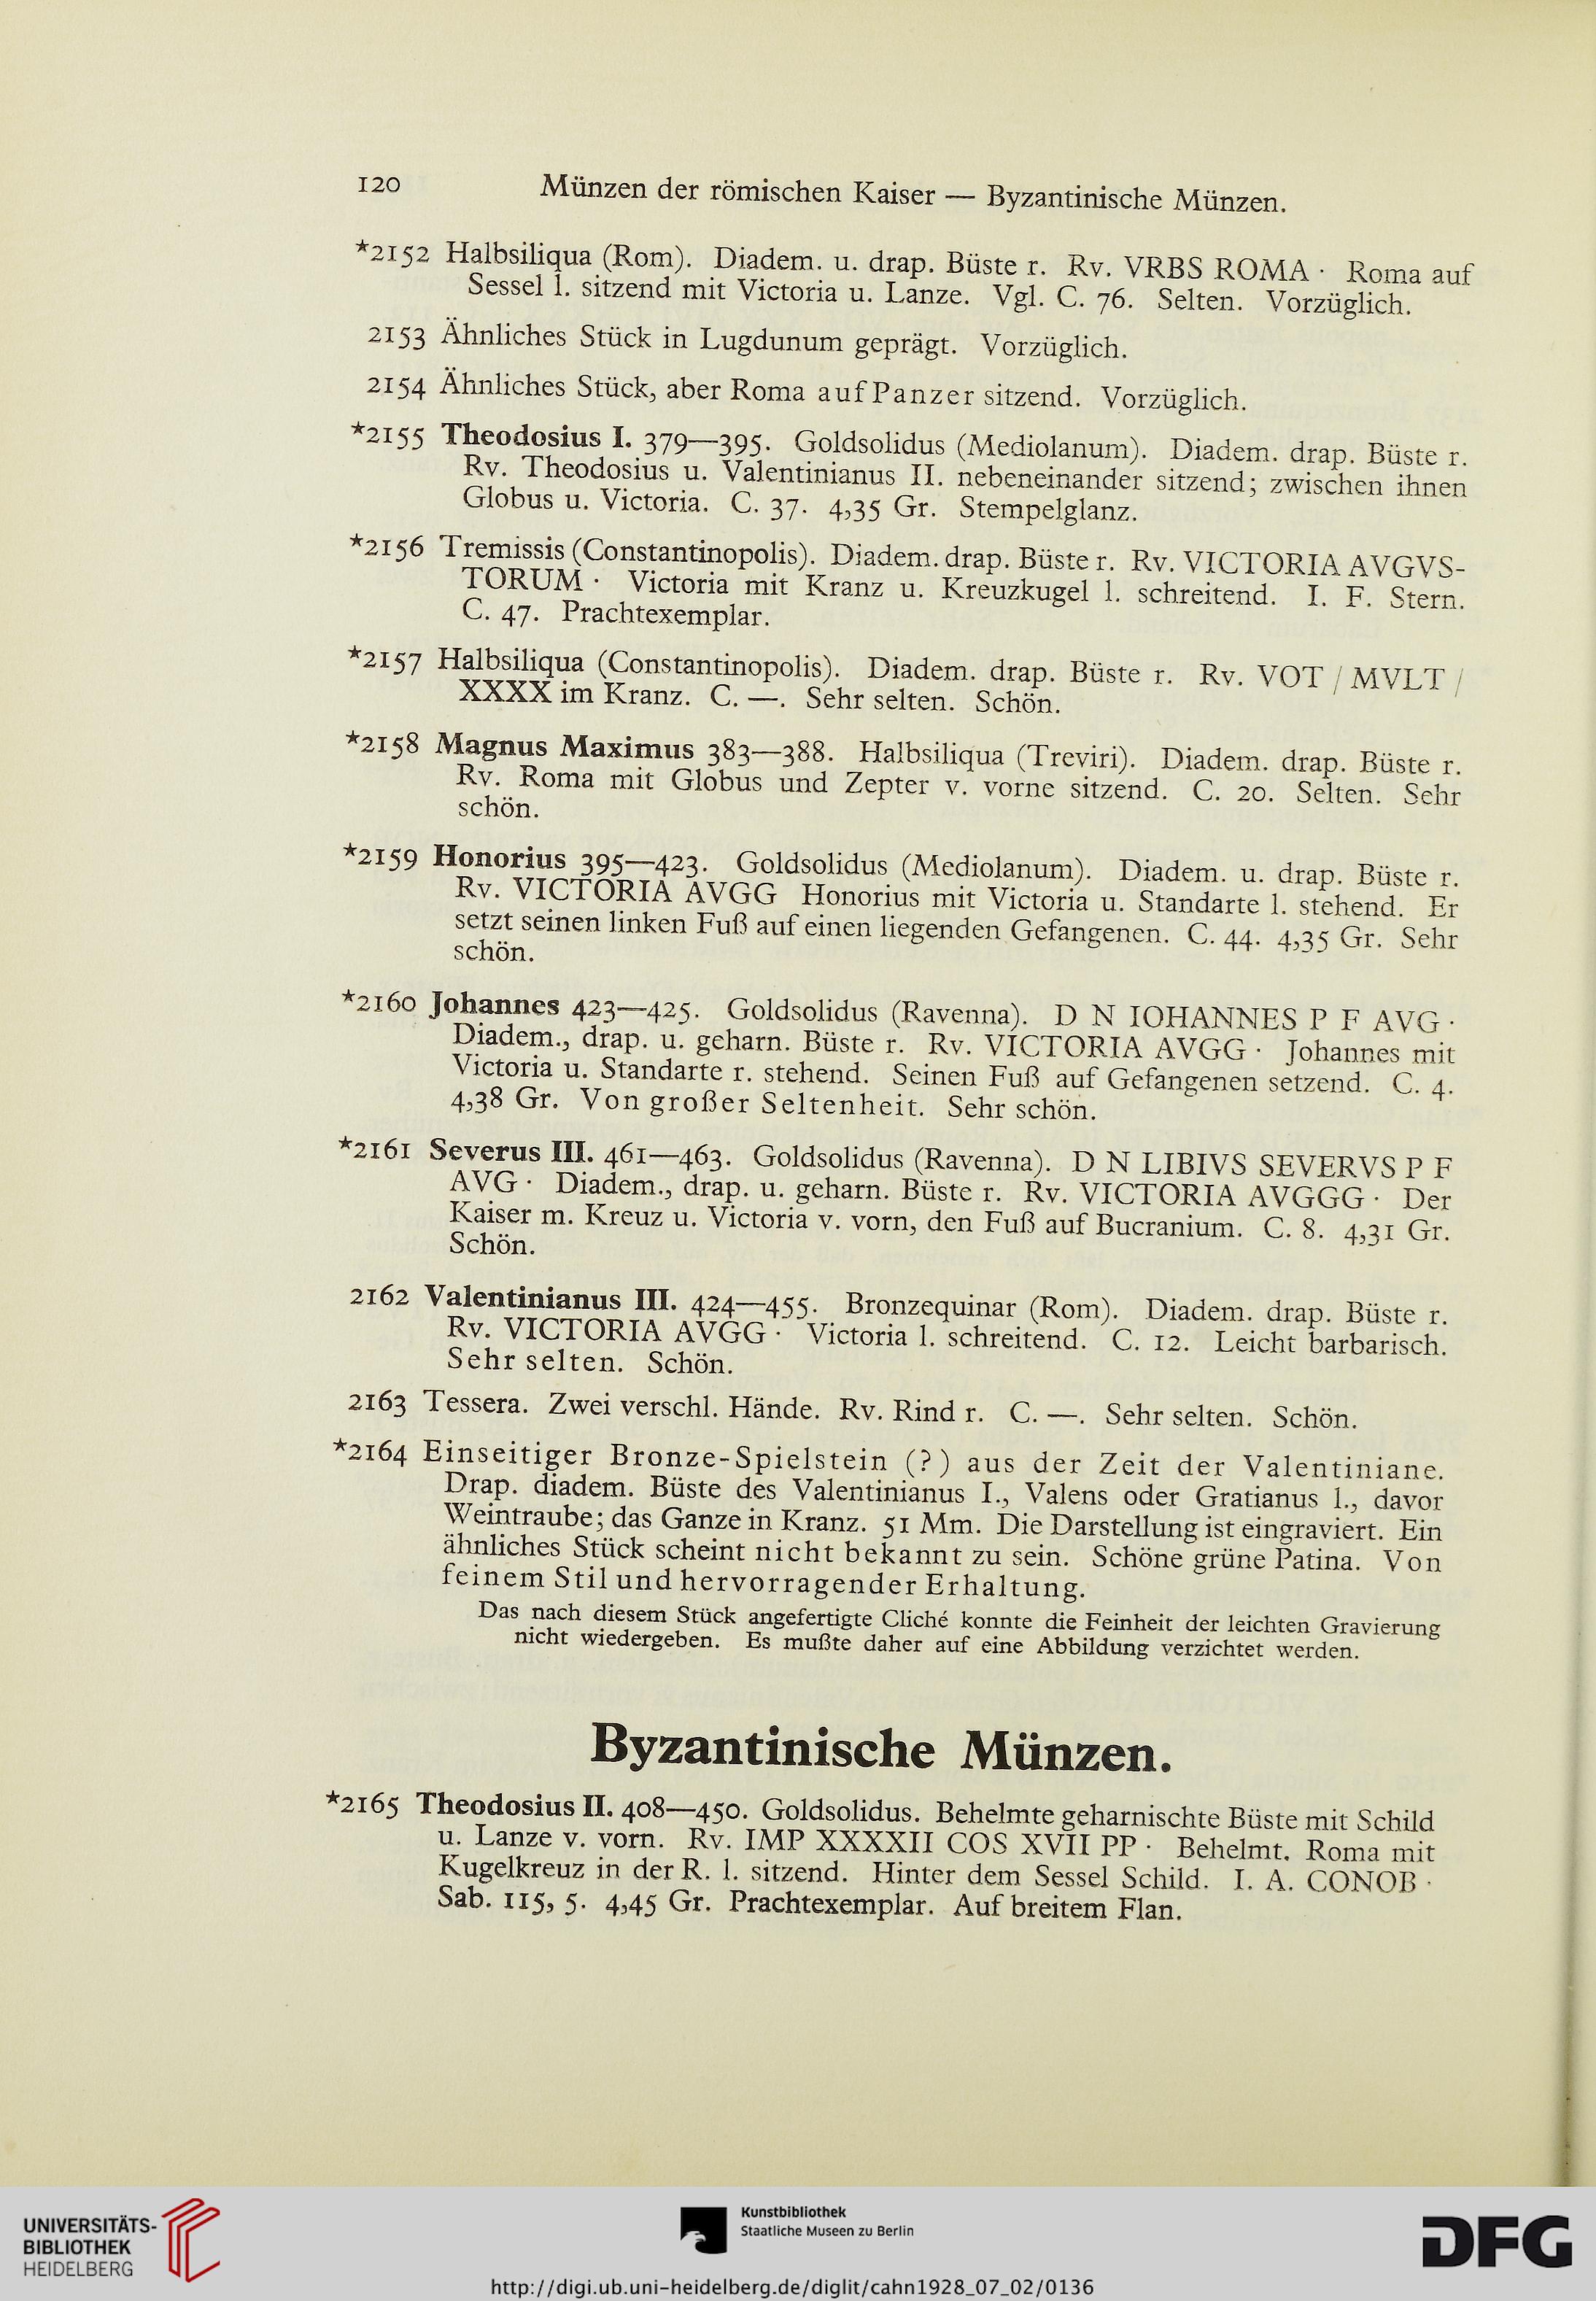 120 Münzen der römischen Kaiser — Byzantinische Münzen.
*2152 Halbsiliqua (Rom). Diadem. u. drap. Büste r. Rv. VRBS ROMA · Roma auf
Sessel l. sitzend mit Victoria u. Lanze. Vgl. C. 76. Selten. Vorzüglich.
2153 Ähnliches Stück in Lugdunum geprägt. Vorzüglich.
2154 Ähnliches Stück, aber Roma auf Panzer sitzend. Vorzüglich.
*2155 Theodosius I. 379—395. Goldsolidus (Mediolanum). Diadem. drap. Büste r.
Rv. Theodosius u. Valentinianus II. nebeneinander sitzend; zwischen ihnen
Globus u. Victoria. C. 37. 4,35 Gr. Stempelglanz.
*2156 Tremissis (Constantinopolis). Diadem. drap. Büste r. Rv. VICTORIA AVGVS-
TORUM · Victoria mit Kranz u. Kreuzkugel l. schreitend. I. F. Stern.
C. 47. Prachtexemplar.
*2157 Halbsiliqua (Constantinopolis). Diadem. drap. Büste r. Rv. VOT / MVLT /
XXXX im Kranz. C. —. Sehr selten. Schön.
*2158 Magnus Maximus 383—388. Halbsiliqua (Treviri). Diadem. drap. Büste r.
Rv. Roma mit Globus und Zepter v. vorne sitzend. C. 20. Selten. Sehr
schön.
*2159 Honorius 395—423. Goldsolidus (Mediolanum). Diadem. u. drap. Büste r.
Rv. VICTORIA AVGG Honorius mit Victoria u. Standarte l. stehend. Er
setzt seinen linken Fuß auf einen liegenden Gefangenen. C. 44. 4,35 Gr. Sehr
schön.
*2160 Johannes 423—425. Goldsolidus (Ravenna). D N IOHANNES P F AVG ·
Diadem., drap. u. geharn. Büste r. Rv. VICTORIA AVGG · Johannes mit
Victoria u. Standarte r. stehend. Seinen Fuß auf Gefangenen setzend. C. 4.
4,38 Gr. Von großer Seltenheit. Sehr schön.
*2161 Severus III. 461—463. Goldsolidus (Ravenna). D N LIBIVS SEVERVS P F
AVG · Diadem., drap. u. geharn. Büste r. Rv. VICTORIA AVGGG · Der
Kaiser m. Kreuz u. Victoria v. vorn, den Fuß auf Bucranium. C. 8. 4,31 Gr.
Schön.
2162 Valentinianus III. 424—455. Bronzequinar (Rom). Diadem. drap. Büste r.
Rv. VICTORIA AVGG · Victoria l. schreitend. C. 12. Leicht barbarisch.
Sehr selten. Schön.
2163 Tessera. Zwei verschl. Hände. Rv. Rind r. C. —. Sehr selten. Schön.
*2164 Einseitiger Bronze-Spielstein (?) aus der Zeit der Valentiniane.
Drap. diadem. Büste des Valentinianus I., Valens oder Gratianus l., davor
Weintraube; das Ganze in Kranz. 51 Mm. Die Darstellung ist eingraviert. Ein
ähnliches Stück scheint nicht bekannt zu sein. Schöne grüne Patina. Von
feinem Stil und hervorragender Erhaltung.
Das nach diesem Stück angefertigte Cliché konnte die Feinheit der leichten Gravierung
nicht wiedergeben. Es mußte daher auf eine Abbildung verzichtet werden.
Byzantinische Münzen.
*2165 Theodosius II. 408—450. Goldsolidus. Behelmte geharnischte Büste mit Schild
u. Lanze v. vorn. Rv. IMP XXXXII COS XVII PP · Behelmt. Roma mit
Kugelkreuz in der R. l. sitzend. Hinter dem Sessel Schild. I. A. CONOB ·
Sab. 115, 5. 4,45 Gr. Prachtexemplar. Auf breitem Flan.
UNIVERSITÄTS-
BIBLIOTHEK
HEIDELBERG
Kunstbibliothek
Staatliche Museen zu Berlin
DFG
http://digi.ub.uni-heidelberg.de/diglit/cahn1928_07_02/0136